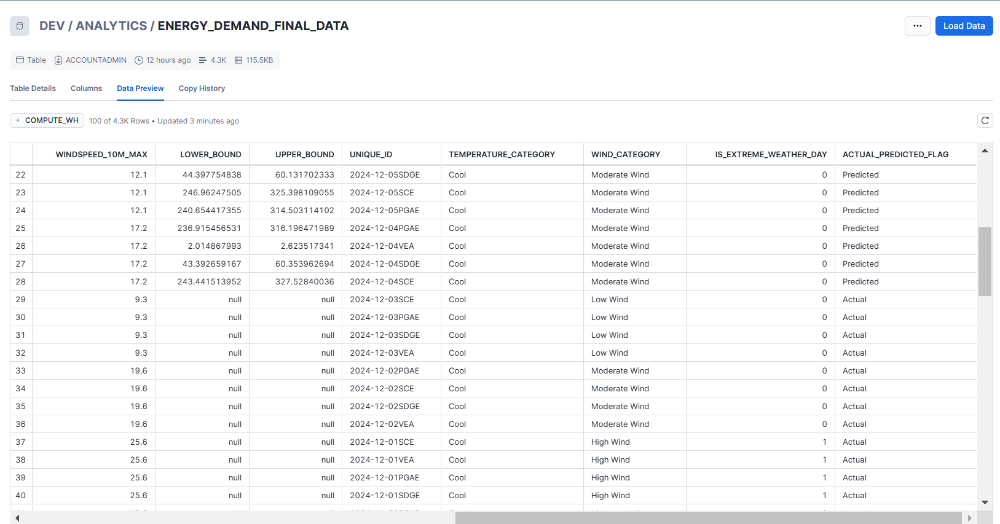 DEV / ANALYTICS / ENERGY_DEMAND_FINAL_DATA
... Load Data
Table ACCOUNTADMIN 12 hours ago 4.3K 115.5KB
Table Details Columns Data Preview Copy History
COMPUTE_WH 100 of 4.3K Rows • Updated 3 minutes ago
WINDSPEED_10M_MAX LOWER_BOUND UPPER_BOUND UNIQUE_ID TEMPERATURE_CATEGORY WIND_CATEGORY IS_EXTREME_WEATHER_DAY ACTUAL_PREDICTED_FLAG
22 12.1 44.397754838 60.131702333 2024-12-05SDGE Cool Moderate Wind 0 Predicted
23 12.1 246.96247505 325.398109055 2024-12-05SCE Cool Moderate Wind 0 Predicted
24 12.1 240.654417355 314.503114102 2024-12-05PGAE Cool Moderate Wind 0 Predicted
25 17.2 236.915456531 316.196471989 2024-12-04PGAE Cool Moderate Wind 0 Predicted
26 17.2 2.014867993 2.623517341 2024-12-04VEA Cool Moderate Wind 0 Predicted
27 17.2 43.392659167 60.353962694 2024-12-04SDGE Cool Moderate Wind 0 Predicted
28 17.2 243.441513952 327.52840036 2024-12-04SCE Cool Moderate Wind 0 Predicted
29 9.3 null null 2024-12-03SCE Cool Low Wind 0 Actual
30 9.3 null null 2024-12-03PGAE Cool Low Wind 0 Actual
31 9.3 null null 2024-12-03SDGE Cool Low Wind 0 Actual
32 9.3 null null 2024-12-03VEA Cool Low Wind 0 Actual
33 19.6 null null 2024-12-02PGAE Cool Moderate Wind 0 Actual
34 19.6 null null 2024-12-02SCE Cool Moderate Wind 0 Actual
35 19.6 null null 2024-12-02SDGE Cool Moderate Wind 0 Actual
36 19.6 null null 2024-12-02VEA Cool Moderate Wind 0 Actual
37 25.6 null null 2024-12-01SCE Cool High Wind 1 Actual
38 25.6 null null 2024-12-01VEA Cool High Wind 1 Actual
39 25.6 null null 2024-12-01PGAE Cool High Wind 1 Actual
40 25.6 null null 2024-12-01SDGE Cool High Wind 1 Actual